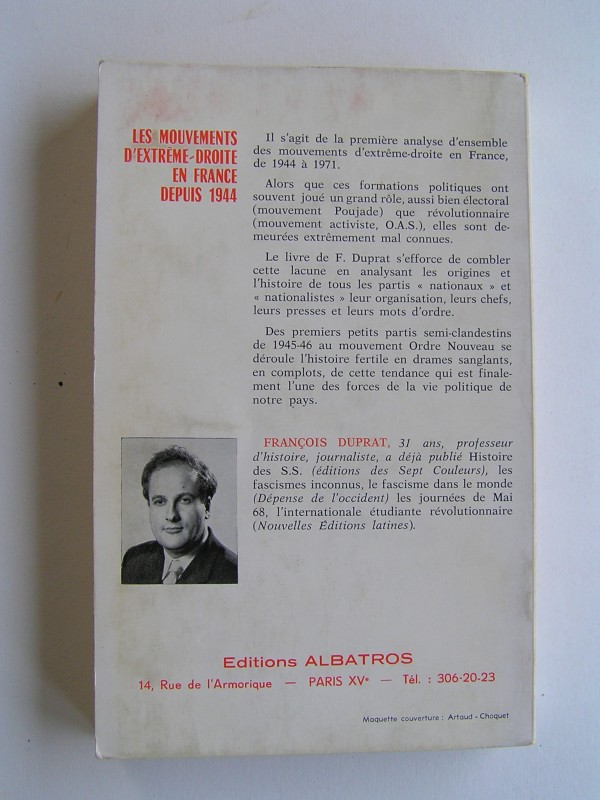 LES MOUVEMENTS
D'EXTRÊME-DROITE
EN FRANCE
DEPUIS 1944
Il s'agit de la première analyse d'ensemble
des mouvements d'extrême-droite en France,
de 1944 à 1971.
Alors que ces formations politiques ont
souvent joué un grand rôle, aussi bien électoral
(mouvement Poujade) que révolutionnaire
(mouvement activiste, O.A.S.), elles sont de-
meurées extrêmement mal connues.
Le livre de F. Duprat s'efforce de combler
cette lacune en analysant les origines et
l'histoire de tous les partis « nationaux » et
« nationalistes » leur organisation, leurs chefs,
leurs presses et leurs mots d'ordre.
Des premiers petits partis semi-clandestins
de 1945-46 au mouvement Ordre Nouveau se
déroule l'histoire fertile en drames sanglants,
en complots, de cette tendance qui est finale-
ment l'une des forces de la vie politique de
notre pays.
FRANÇOIS DUPRAT, 31 ans, professeur
d'histoire, journaliste, a déjà publié Histoire
des S.S. (éditions des Sept Couleurs), les
fascismes inconnus, le fascisme dans le monde
(Dépense de l'occident) les journées de Mai
68, l'internationale étudiante révolutionnaire
(Nouvelles Éditions latines).
Editions ALBATROS
14, Rue de l'Armorique — PARIS XVe — Tél. : 306-20-23
Maquette couverture : Artaud - Choquet